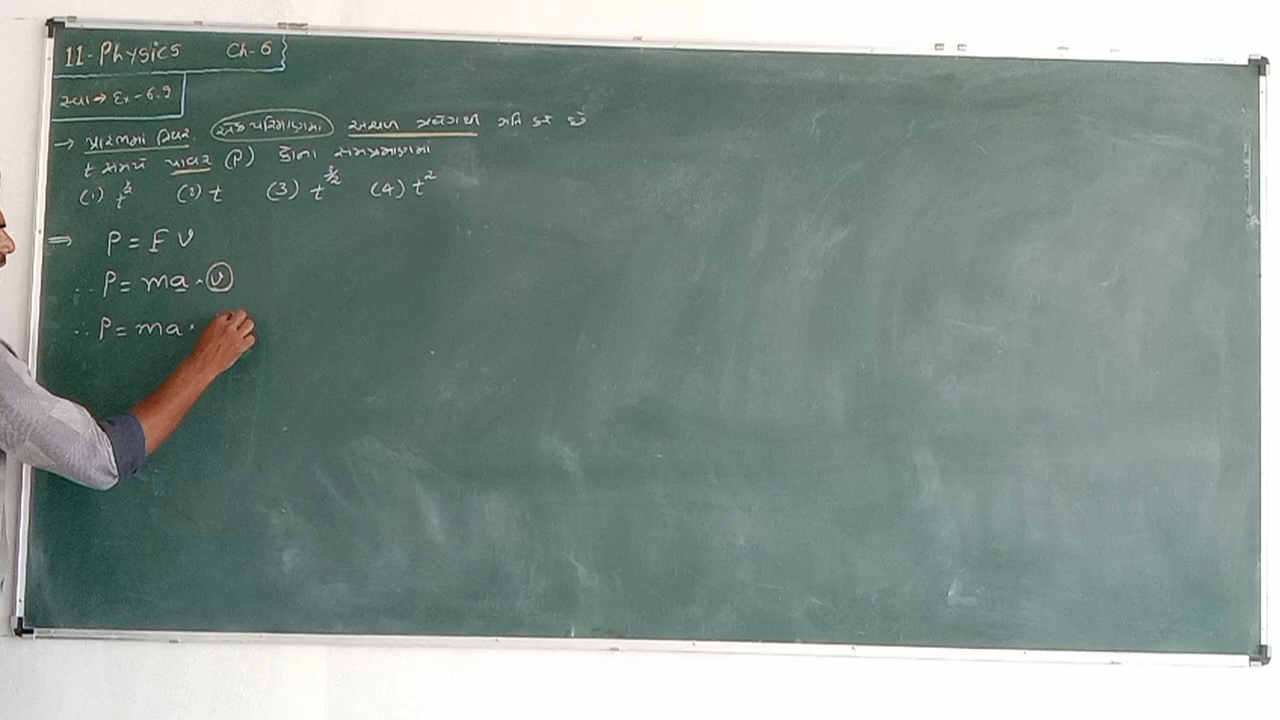 11-Physics Ch-6
સ્વા → Ex-6.9
→ પ્રારંભમાં સ્થિર. એક પરિમાણમાં અચળ પ્રવેગથી ગતિ કરે છે
t સમયે પાવર (P) કોના સમપ્રમાણમાં
(1) t^½ (2) t (3) t^3/2 (4) t^2
⇒ P = F v
∴ P = ma · v
∴ P = ma ·